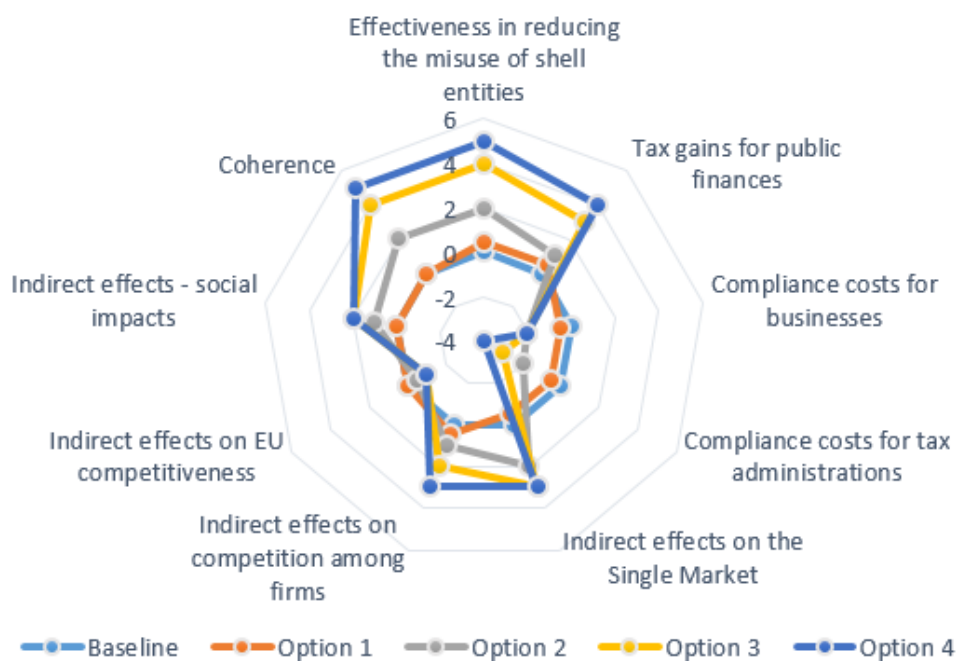 Effectiveness in reducing
the misuse of shell
entities
6
4
2
0
-2
-4
Tax gains for public
finances
Compliance costs for
businesses
Compliance costs for tax
administrations
Indirect effects on the
Single Market
Indirect effects on
competition among
firms
Indirect effects on EU
competitiveness
Indirect effects - social
impacts
Coherence
Baseline Option 1 Option 2 Option 3 Option 4